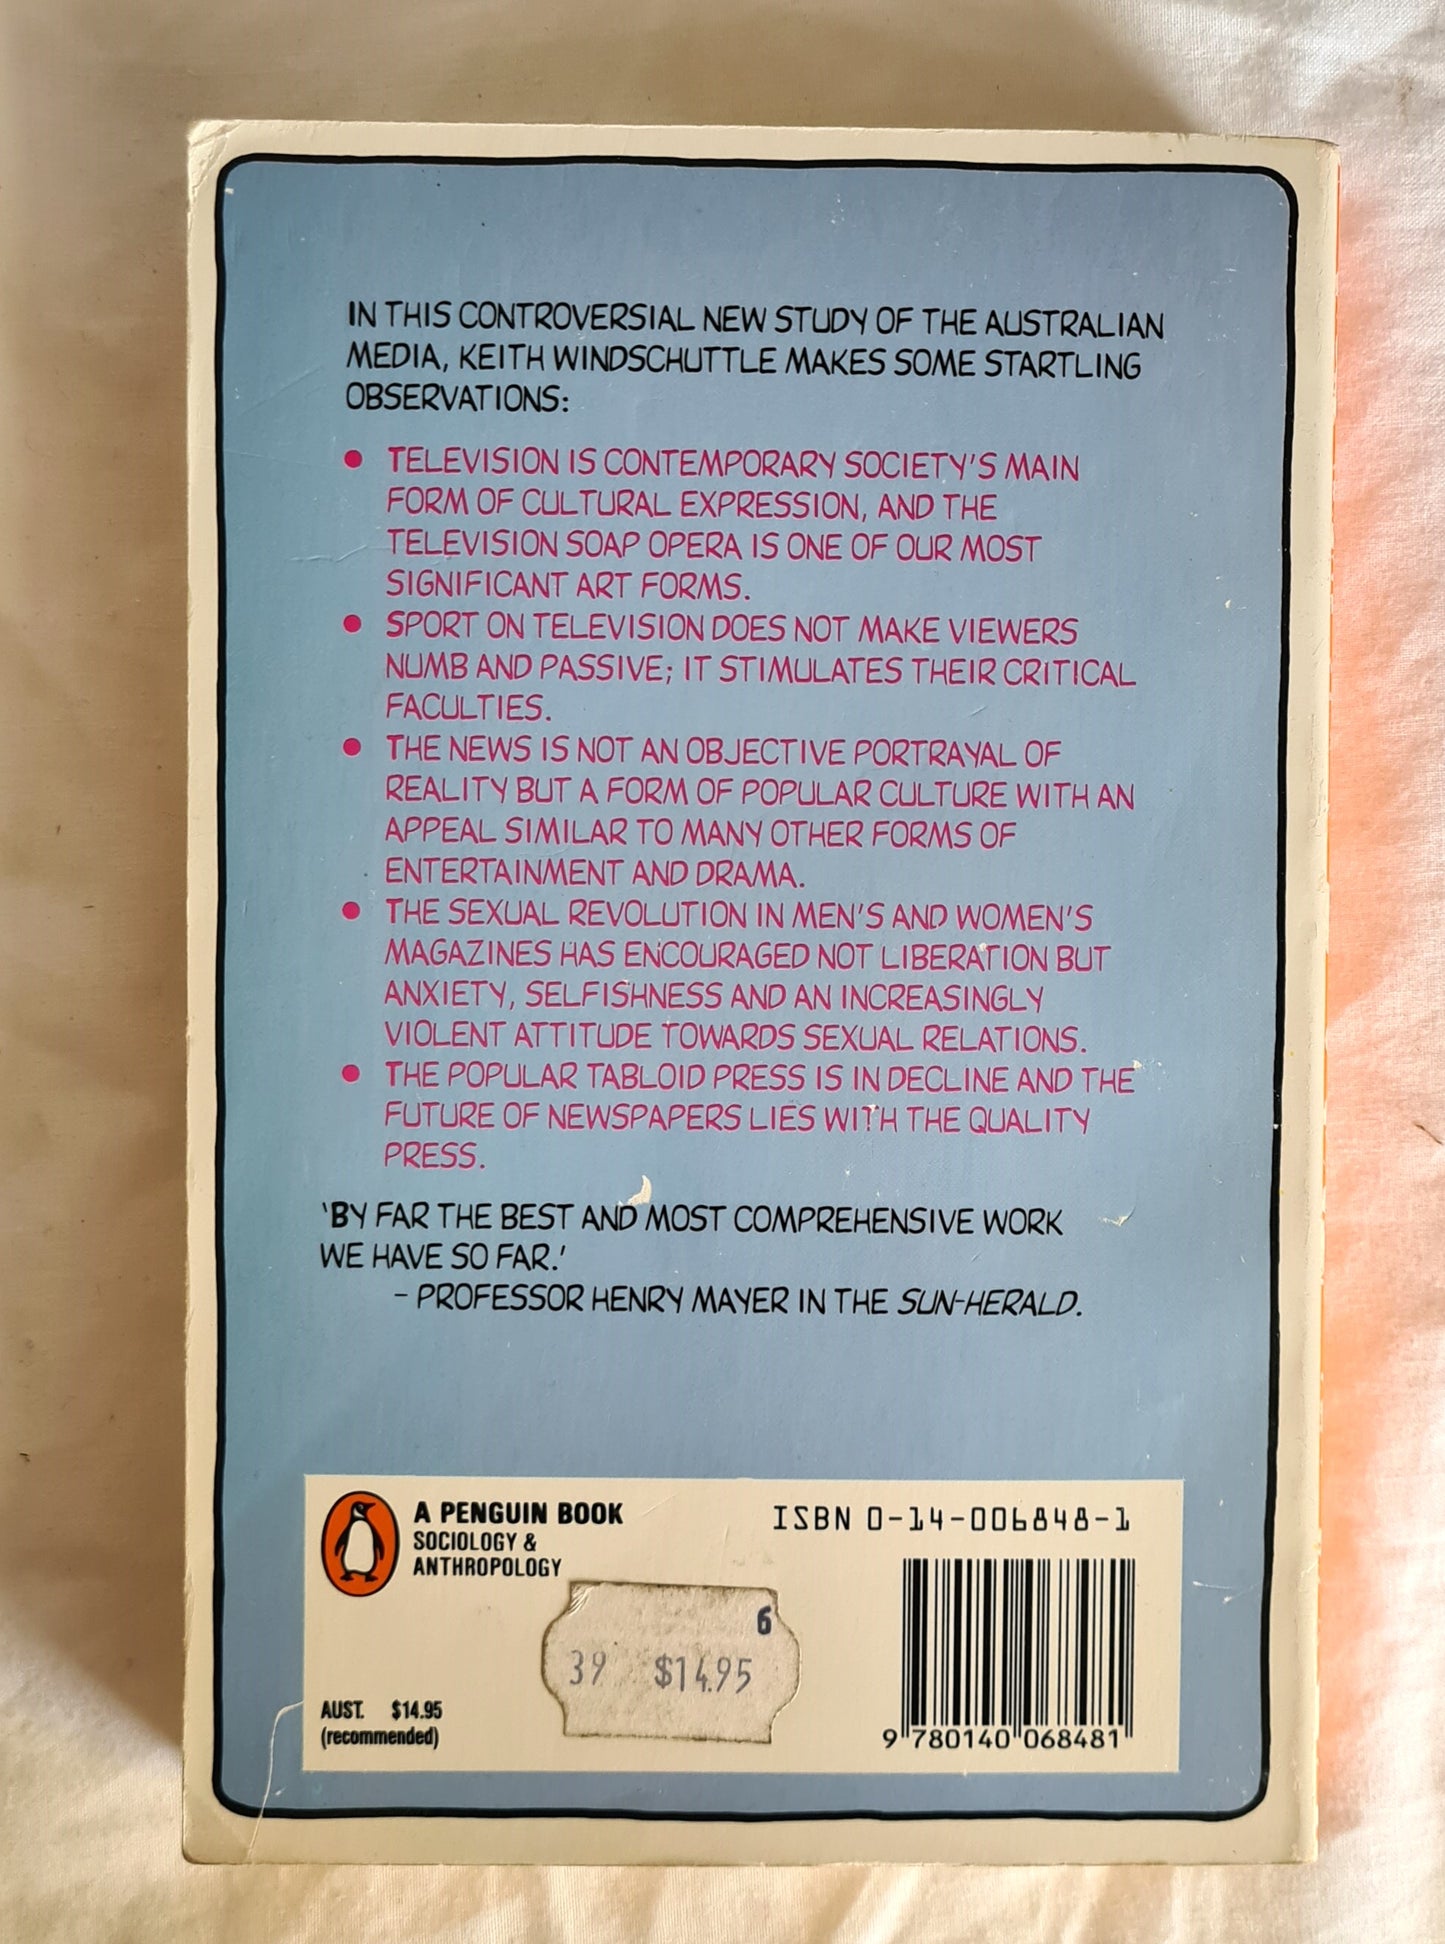 IN THIS CONTROVERSIAL NEW STUDY OF THE AUSTRALIAN
MEDIA, KEITH WINDSCHUTTLE MAKES SOME STARTLING
OBSERVATIONS:
● TELEVISION IS CONTEMPORARY SOCIETY'S MAIN
FORM OF CULTURAL EXPRESSION, AND THE
TELEVISION SOAP OPERA IS ONE OF OUR MOST
SIGNIFICANT ART FORMS.
● SPORT ON TELEVISION DOES NOT MAKE VIEWERS
NUMB AND PASSIVE; IT STIMULATES THEIR CRITICAL
FACULTIES.
● THE NEWS IS NOT AN OBJECTIVE PORTRAYAL OF
REALITY BUT A FORM OF POPULAR CULTURE WITH AN
APPEAL SIMILAR TO MANY OTHER FORMS OF
ENTERTAINMENT AND DRAMA.
● THE SEXUAL REVOLUTION IN MEN'S AND WOMEN'S
MAGAZINES HAS ENCOURAGED NOT LIBERATION BUT
ANXIETY, SELFISHNESS AND AN INCREASINGLY
VIOLENT ATTITUDE TOWARDS SEXUAL RELATIONS.
● THE POPULAR TABLOID PRESS IS IN DECLINE AND THE
FUTURE OF NEWSPAPERS LIES WITH THE QUALITY
PRESS.
'BY FAR THE BEST AND MOST COMPREHENSIVE WORK
WE HAVE SO FAR.'
– PROFESSOR HENRY MAYER IN THE SUN-HERALD.
A PENGUIN BOOK
SOCIOLOGY &
ANTHROPOLOGY
ISBN 0-14-006848-1
6
39 $14.95
AUST. $14.95
(recommended)
9 780140 068481